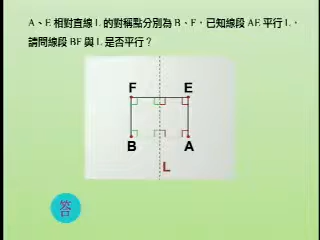 A、E 相對直線 L 的對稱點分別為 B、F，已知線段 AE 平行 L，
請問線段 BF 與 L 是否平行？
F E
B A
L
答